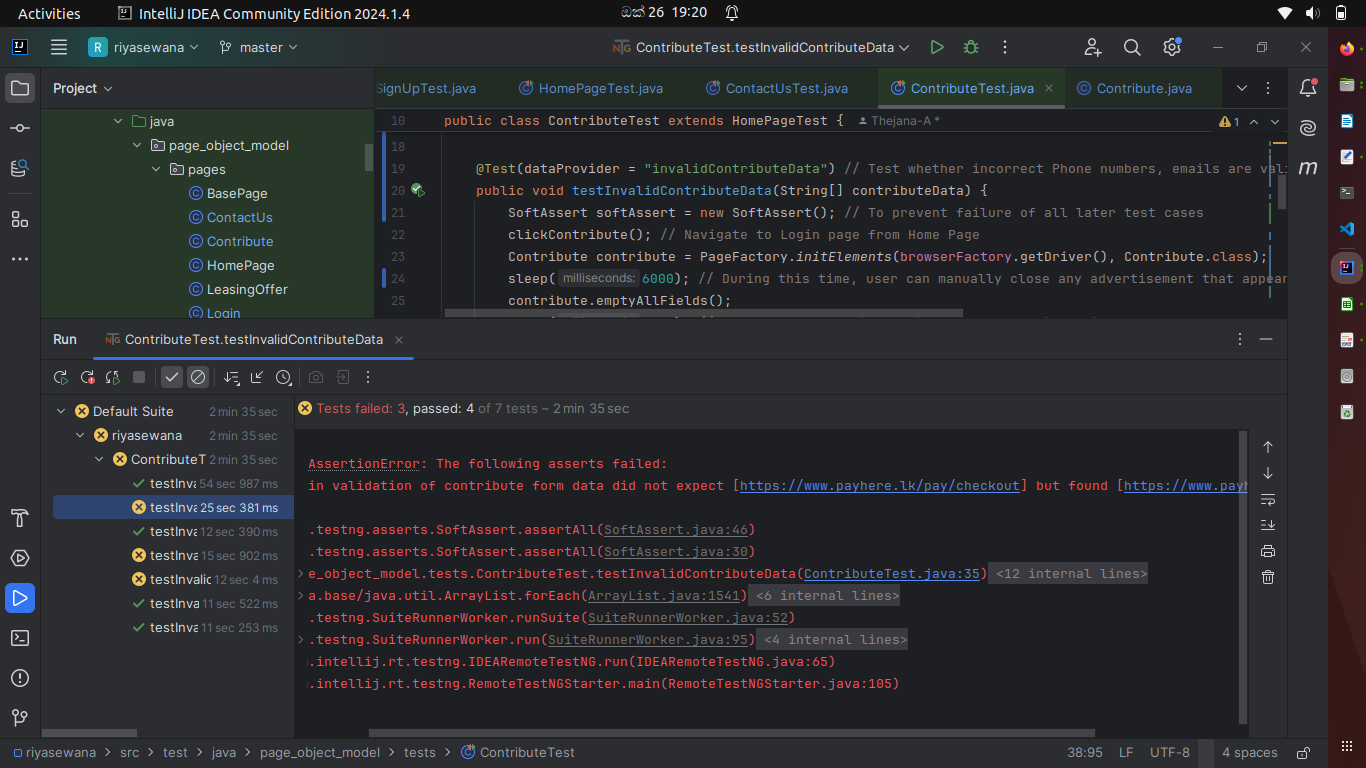 Activities
IntelliJ IDEA Community Edition 2024.1.4
ඔක් 26 19:20
R riyasewana
master
ContributeTest.testInvalidContributeData
Project
SignUpTest.java
HomePageTest.java
ContactUsTest.java
ContributeTest.java
Contribute.java
java
page_object_model
pages
BasePage
ContactUs
Contribute
HomePage
LeasingOffer
Login
10 public class ContributeTest extends HomePageTest { Thejana-A *
1
18
19 @Test(dataProvider = "invalidContributeData") // Test whether incorrect Phone numbers, emails are vali
20 public void testInvalidContributeData(String[] contributeData) {
21 SoftAssert softAssert = new SoftAssert(); // To prevent failure of all later test cases
22 clickContribute(); // Navigate to Login page from Home Page
23 Contribute contribute = PageFactory.initElements(browserFactory.getDriver(), Contribute.class);
24 sleep( milliseconds: 6000); // During this time, user can manually close any advertisement that appear
25 contribute.emptyAllFields();
m
Run
ContributeTest.testInvalidContributeData
Default Suite 2 min 35 sec
riyasewana 2 min 35 sec
ContributeT 2 min 35 sec
testInva 54 sec 987 ms
testInva 25 sec 381 ms
testInva 12 sec 390 ms
testInva 15 sec 902 ms
testInvalid 12 sec 4 ms
testInva 11 sec 522 ms
testInva 11 sec 253 ms
Tests failed: 3, passed: 4 of 7 tests – 2 min 35 sec
AssertionError: The following asserts failed:
in validation of contribute form data did not expect [https://www.payhere.lk/pay/checkout] but found [https://www.payh
.testng.asserts.SoftAssert.assertAll(SoftAssert.java:46)
.testng.asserts.SoftAssert.assertAll(SoftAssert.java:30)
e_object_model.tests.ContributeTest.testInvalidContributeData(ContributeTest.java:35) <12 internal lines>
a.base/java.util.ArrayList.forEach(ArrayList.java:1541) <6 internal lines>
.testng.SuiteRunnerWorker.runSuite(SuiteRunnerWorker.java:52)
.testng.SuiteRunnerWorker.run(SuiteRunnerWorker.java:95) <4 internal lines>
.intellij.rt.testng.IDEARemoteTestNG.run(IDEARemoteTestNG.java:65)
.intellij.rt.testng.RemoteTestNGStarter.main(RemoteTestNGStarter.java:105)
riyasewana > src > test > java > page_object_model > tests > ContributeTest
38:95 LF UTF-8 4 spaces